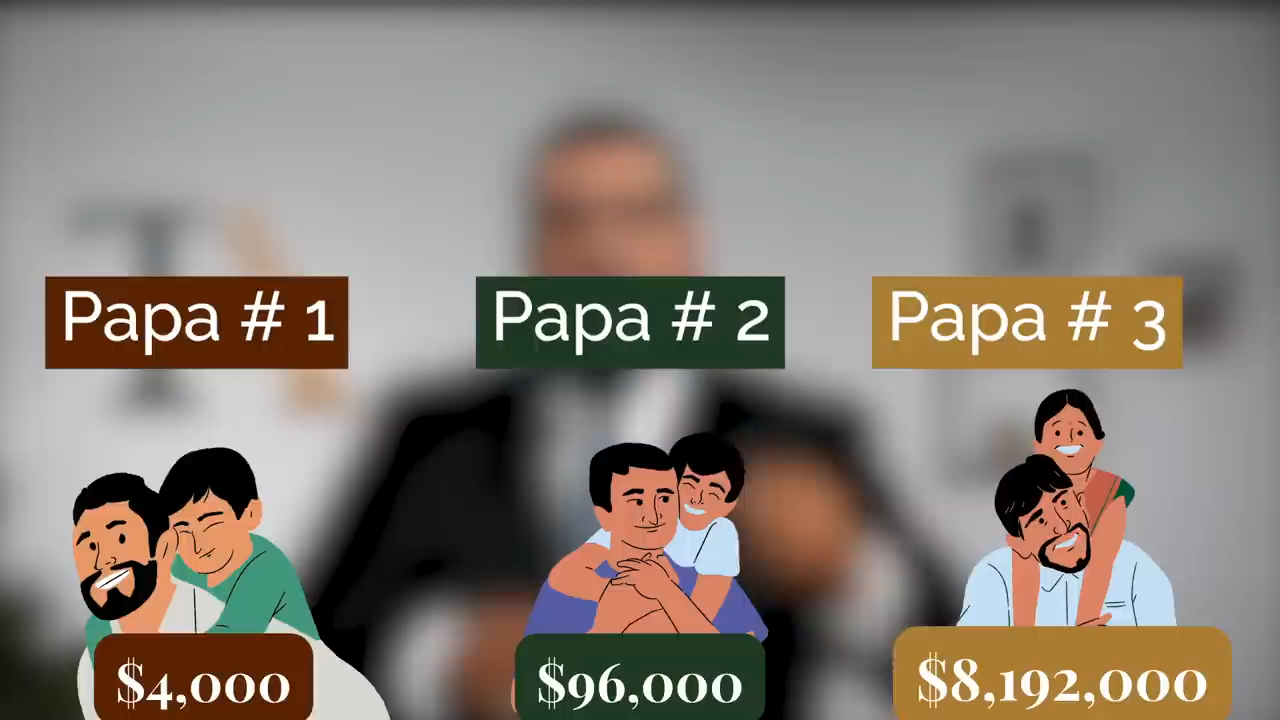 Papa # 1
Papa # 2
Papa # 3
$4,000
$96,000
$8,192,000